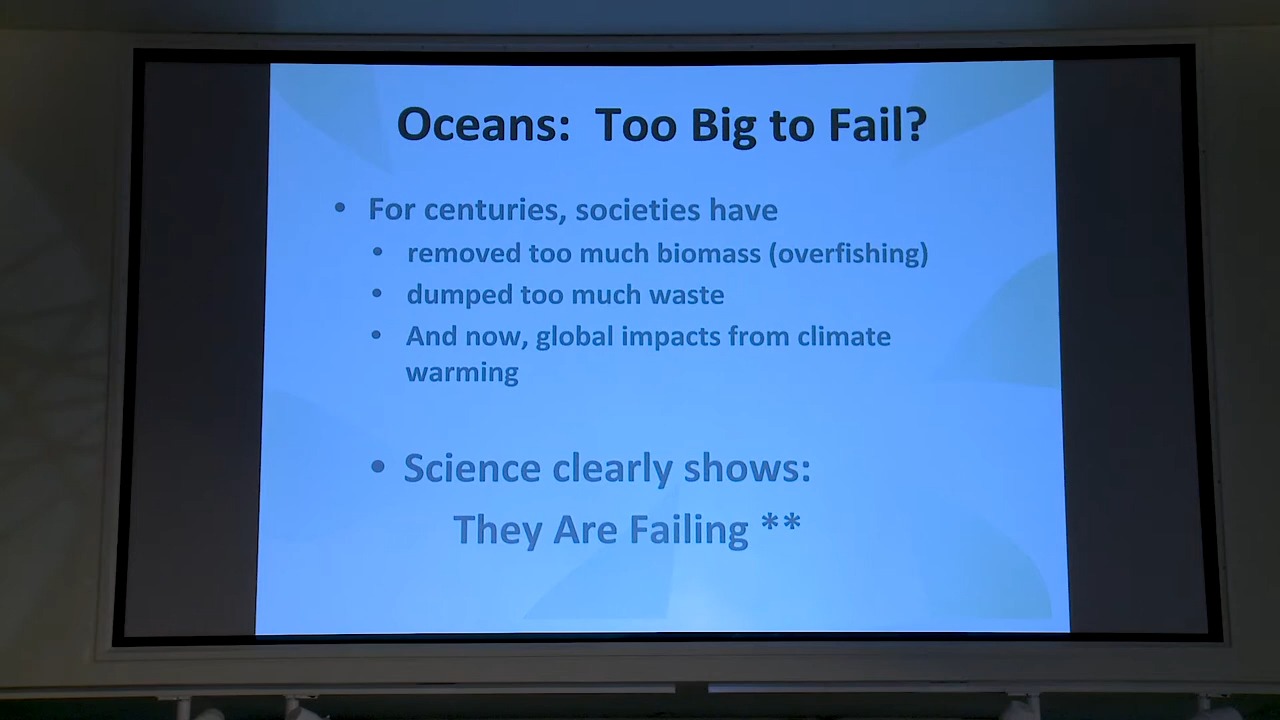 Oceans: Too Big to Fail?
• For centuries, societies have
• removed too much biomass (overfishing)
• dumped too much waste
• And now, global impacts from climate
warming
• Science clearly shows:
They Are Failing **